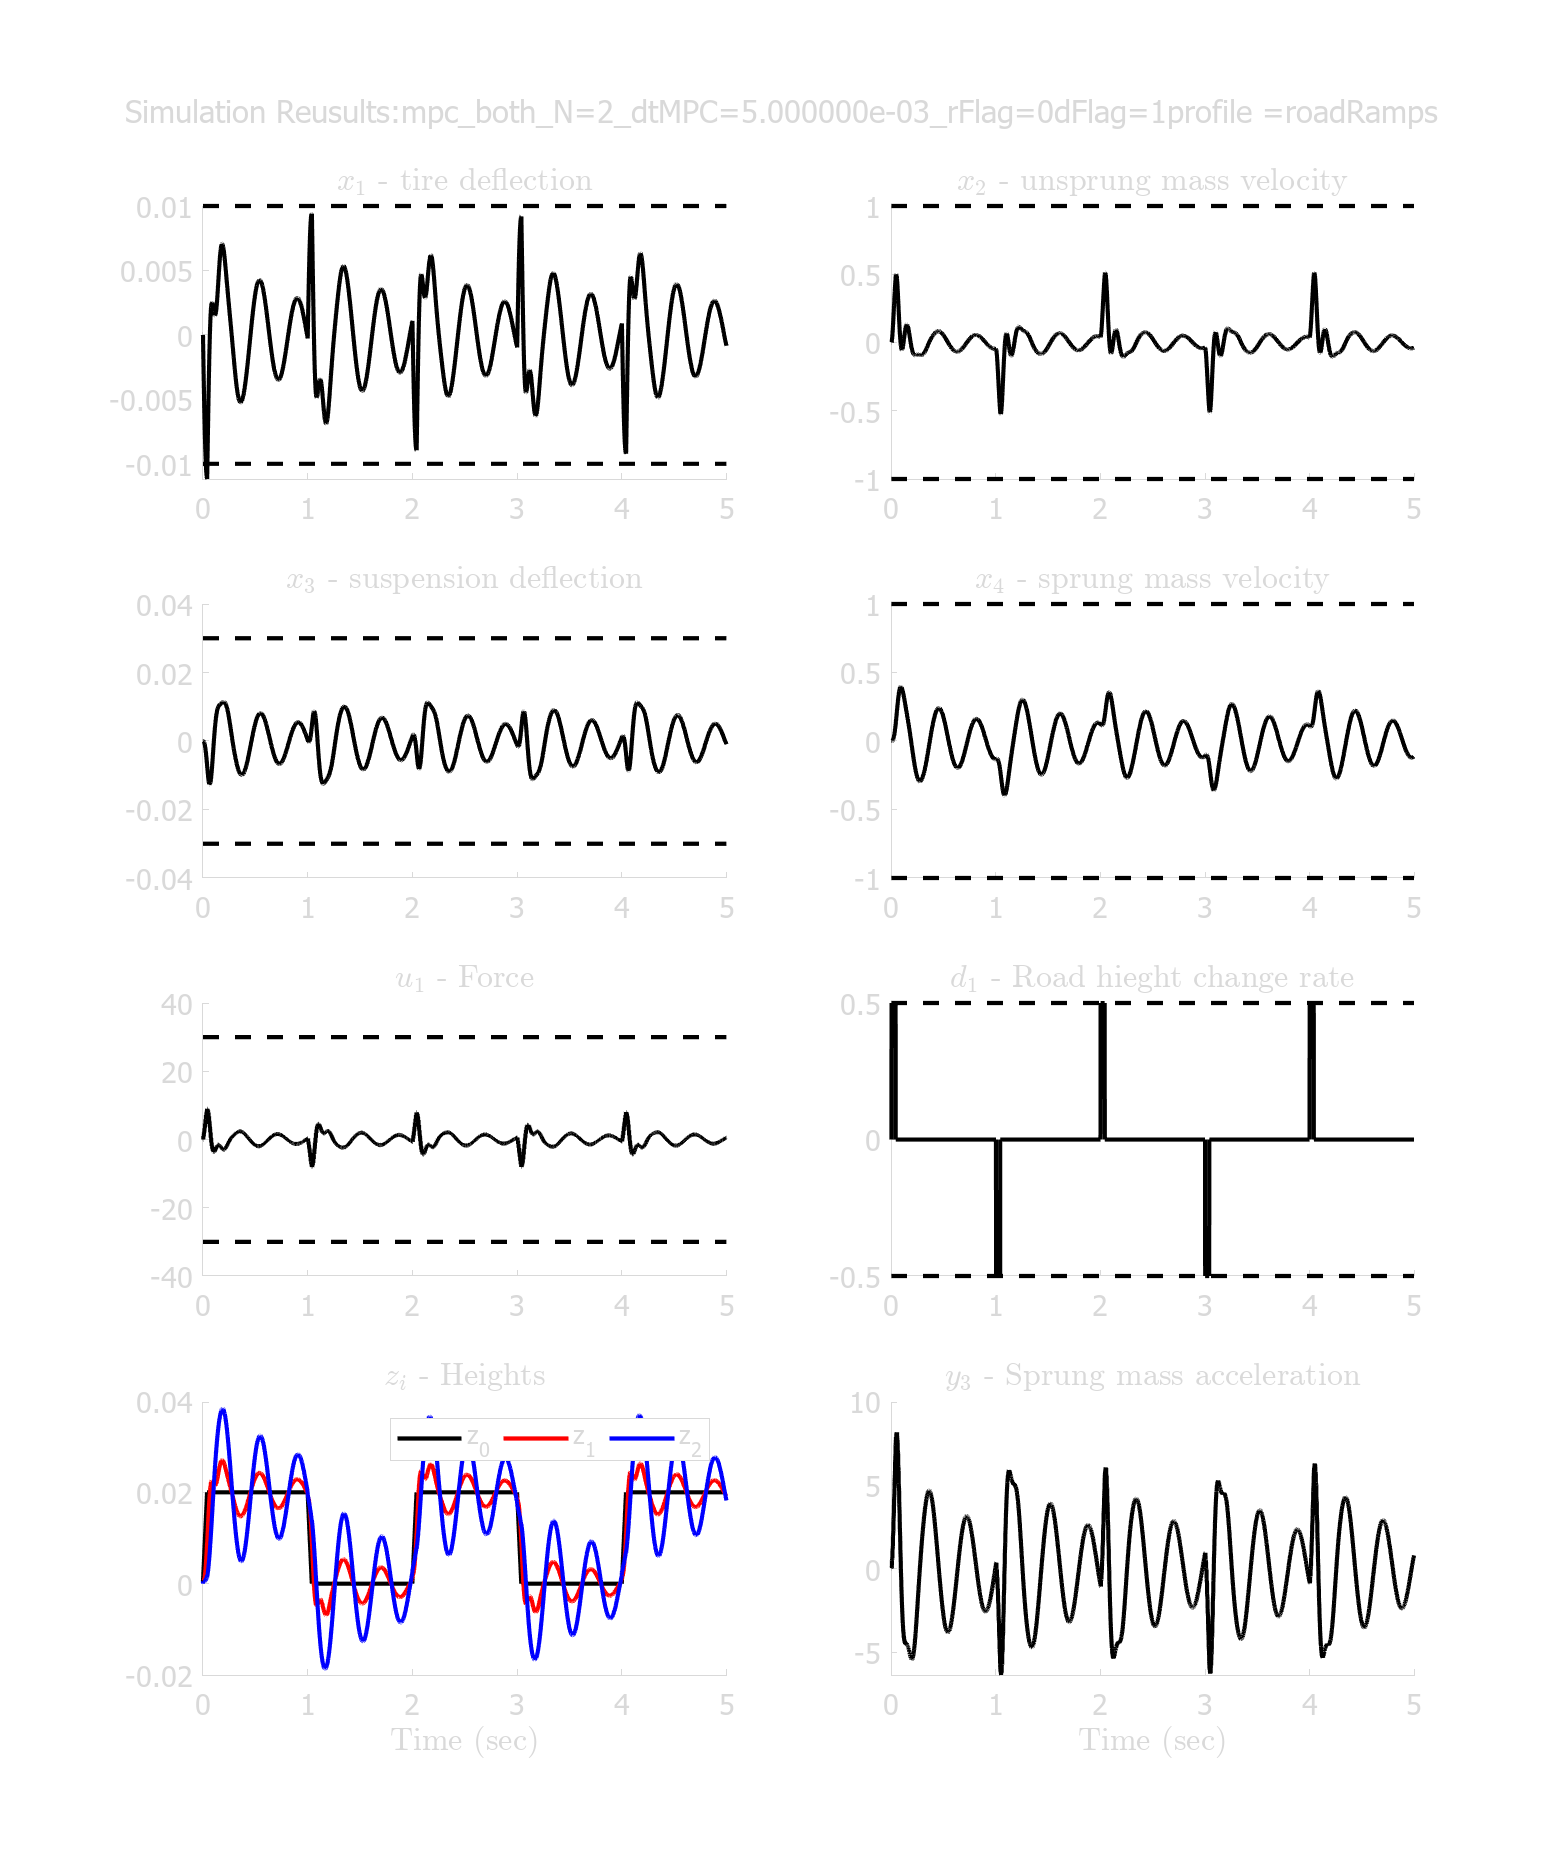 Simulation Reusults:mpc_both_N=2_dtMPC=5.000000e-03_rFlag=0dFlag=1profile =roadRamps
x₁ - tire deflection
0.01
0.005
0
-0.005
-0.01
0 1 2 3 4 5
x₂ - unsprung mass velocity
1
0.5
0
-0.5
-1
0 1 2 3 4 5
x₃ - suspension deflection
0.04
0.02
0
-0.02
-0.04
0 1 2 3 4 5
x₄ - sprung mass velocity
1
0.5
0
-0.5
-1
0 1 2 3 4 5
u₁ - Force
40
20
0
-20
-40
0 1 2 3 4 5
d₁ - Road hieght change rate
0.5
0
-0.5
0 1 2 3 4 5
zᵢ - Heights
0.04
z₀ z₁ z₂
0.02
0
-0.02
0 1 2 3 4 5
Time (sec)
y₃ - Sprung mass acceleration
10
5
0
-5
0 1 2 3 4 5
Time (sec)